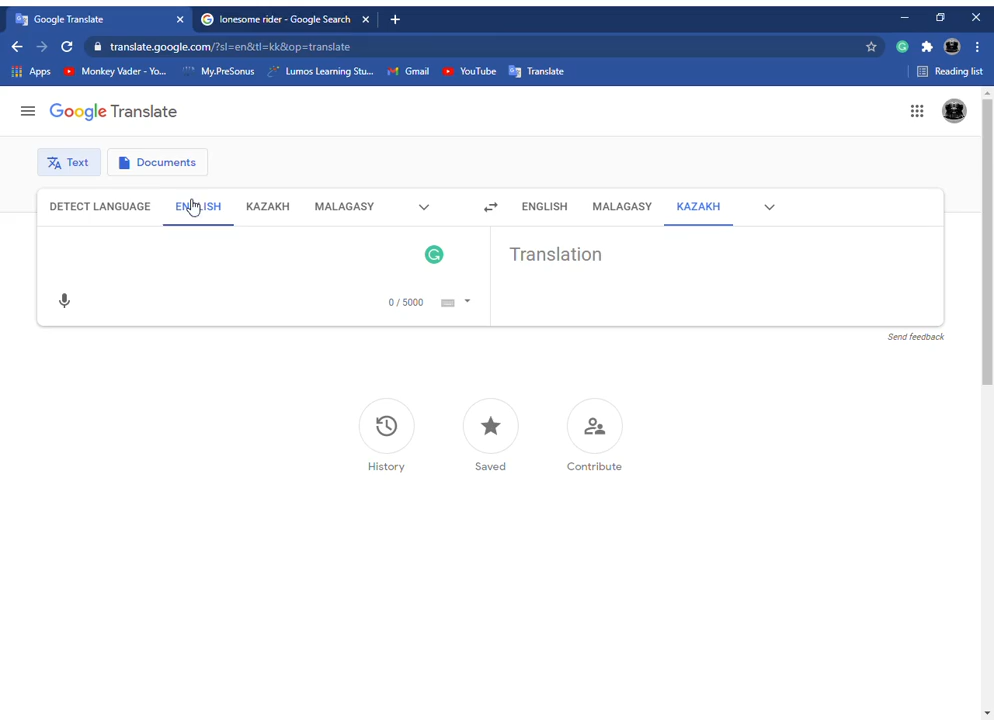 Google Translate
lonesome rider - Google Search
translate.google.com/?sl=en&tl=kk&op=translate
Apps Monkey Vader - Yo... My.PreSonus Lumos Learning Stu... Gmail YouTube Translate Reading list
Google Translate
Text Documents
DETECT LANGUAGE ENGLISH KAZAKH MALAGASY ENGLISH MALAGASY KAZAKH
Translation
0 / 5000
Send feedback
History Saved Contribute